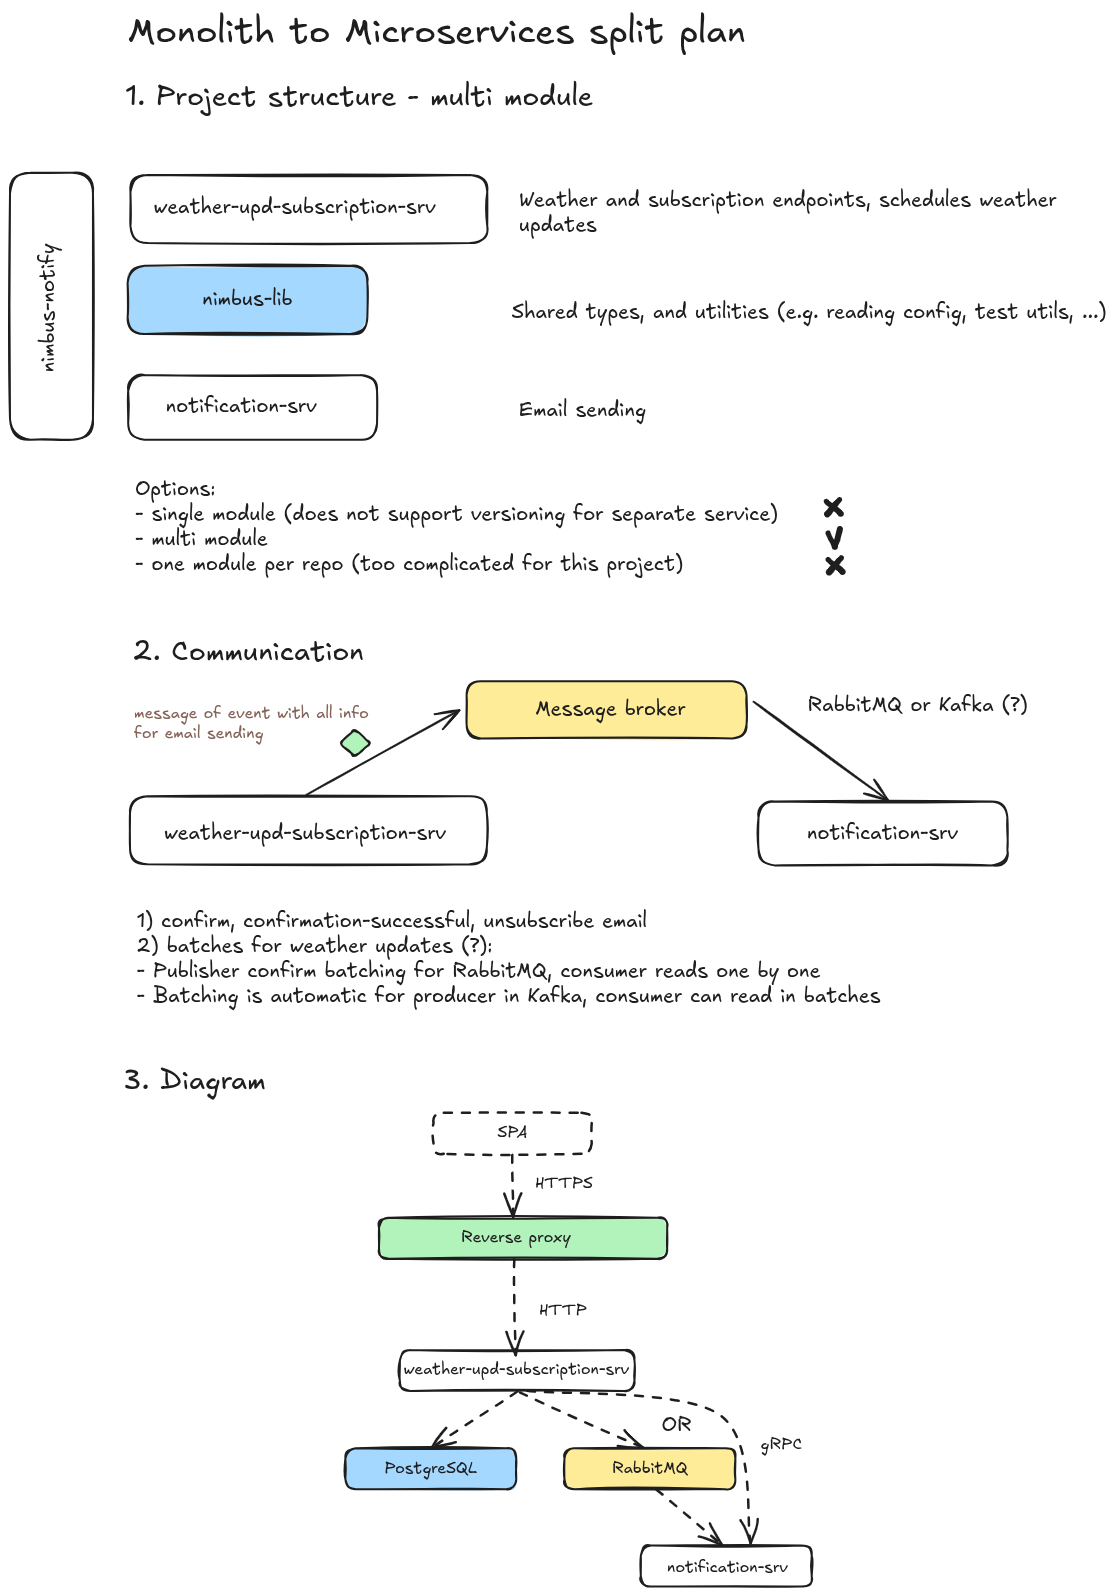 Monolith to Microservices split plan
1. Project structure - multi module
nimbus-notify
weather-upd-subscription-srv
Weather and subscription endpoints, schedules weather
updates
nimbus-lib
Shared types, and utilities (e.g. reading config, test utils, ...)
notification-srv
Email sending
Options:
- single module (does not support versioning for separate service)
- multi module
- one module per repo (too complicated for this project)
2. Communication
message of event with all info
for email sending
Message broker
RabbitMQ or Kafka (?)
weather-upd-subscription-srv
notification-srv
1) confirm, confirmation-successful, unsubscribe email
2) batches for weather updates (?):
- Publisher confirm batching for RabbitMQ, consumer reads one by one
- Batching is automatic for producer in Kafka, consumer can read in batches
3. Diagram
SPA
HTTPS
Reverse proxy
HTTP
weather-upd-subscription-srv
OR
gRPC
PostgreSQL
RabbitMQ
notification-srv